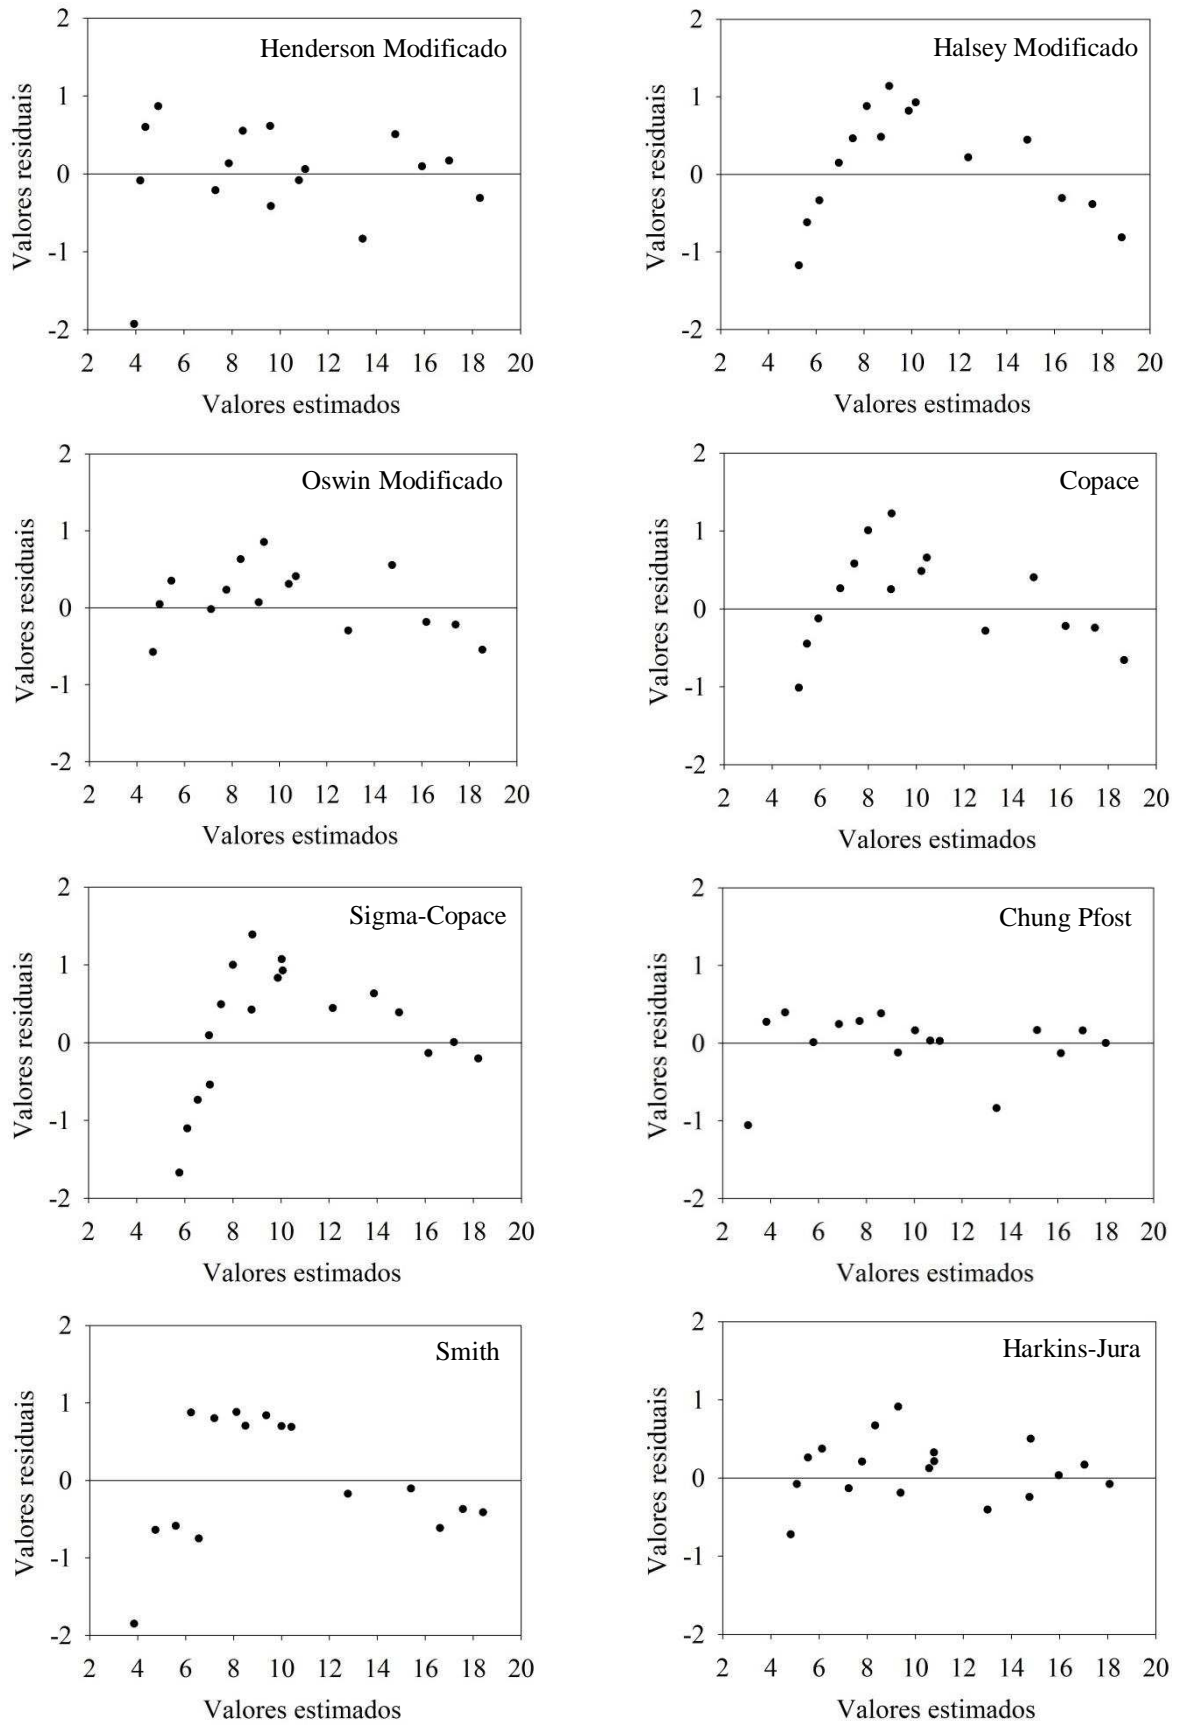 2
Henderson Modificado
1
0
-1
-2
2 4 6 8 10 12 14 16 18 20
Valores residuais
Valores estimados
2
Halsey Modificado
1
0
-1
-2
2 4 6 8 10 12 14 16 18 20
Valores residuais
Valores estimados
2
Oswin Modificado
1
0
-1
-2
2 4 6 8 10 12 14 16 18 20
Valores residuais
Valores estimados
2
Copace
1
0
-1
-2
2 4 6 8 10 12 14 16 18 20
Valores residuais
Valores estimados
2
Sigma-Copace
1
0
-1
-2
2 4 6 8 10 12 14 16 18 20
Valores residuais
Valores estimados
2
Chung Pfost
1
0
-1
-2
2 4 6 8 10 12 14 16 18 20
Valores residuais
Valores estimados
2
Smith
1
0
-1
-2
2 4 6 8 10 12 14 16 18 20
Valores residuais
Valores estimados
2
Harkins-Jura
1
0
-1
-2
2 4 6 8 10 12 14 16 18 20
Valores residuais
Valores estimados